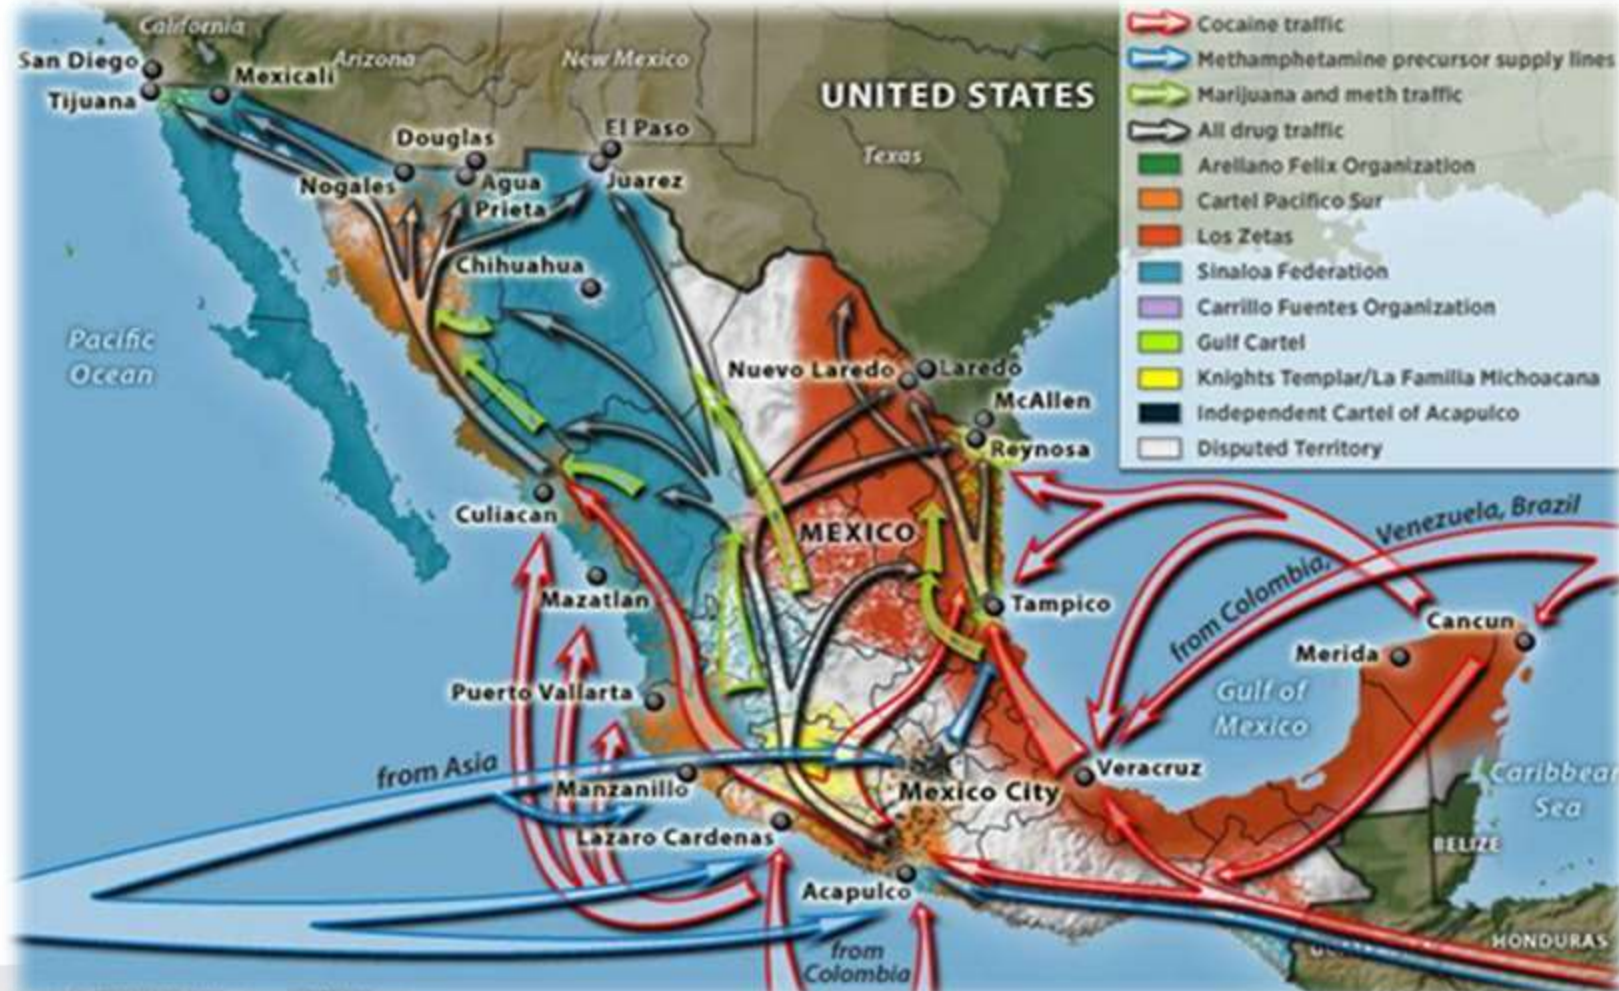 California
San Diego
Arizona
New Mexico
Mexicali
Tijuana
UNITED STATES
Douglas
El Paso
Texas
Nogales
Agua
Prieta
Juarez
Chihuahua
Pacific
Ocean
Nuevo Laredo
Laredo
McAllen
Reynosa
Culiacan
MEXICO
Mazatlan
Tampico
from Colombia, Venezuela, Brazil
Cancun
Merida
Puerto Vallarta
Gulf of
Mexico
from Asia
Manzanillo
Mexico City
Veracruz
Caribbean
Sea
Lazaro Cardenas
BELIZE
Acapulco
from
Colombia
HONDURAS
Cocaine traffic
Methamphetamine precursor supply lines
Marijuana and meth traffic
All drug traffic
Arellano Felix Organization
Cartel Pacifico Sur
Los Zetas
Sinaloa Federation
Carrillo Fuentes Organization
Gulf Cartel
Knights Templar/La Familia Michoacana
Independent Cartel of Acapulco
Disputed Territory